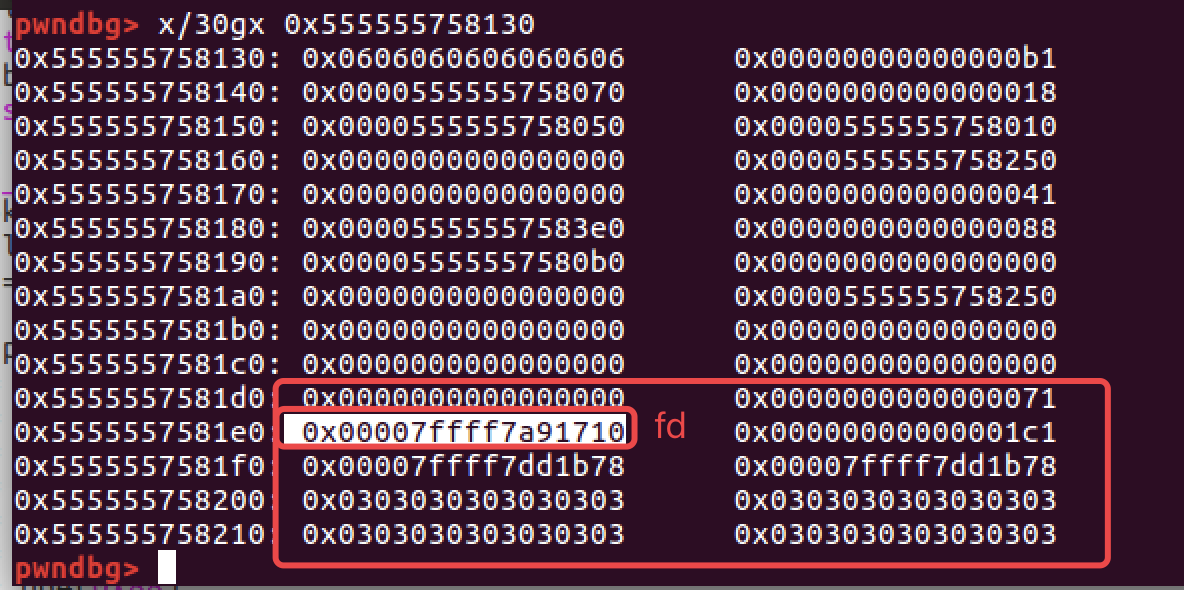 pwndbg> x/30gx 0x555555758130
0x555555758130: 0x0606060606060606 0x00000000000000b1
0x555555758140: 0x0000555555758070 0x0000000000000018
0x555555758150: 0x0000555555758050 0x0000555555758010
0x555555758160: 0x0000000000000000 0x0000555555758250
0x555555758170: 0x0000000000000000 0x0000000000000041
0x555555758180: 0x00005555557583e0 0x0000000000000088
0x555555758190: 0x00005555557580b0 0x0000000000000000
0x5555557581a0: 0x0000000000000000 0x0000555555758250
0x5555557581b0: 0x0000000000000000 0x0000000000000000
0x5555557581c0: 0x0000000000000000 0x0000000000000000
0x5555557581d0: 0x0000000000000000 0x0000000000000071
0x5555557581e0: 0x00007ffff7a91710 fd 0x00000000000001c1
0x5555557581f0: 0x00007ffff7dd1b78 0x00007ffff7dd1b78
0x555555758200: 0x0303030303030303 0x0303030303030303
0x555555758210: 0x0303030303030303 0x0303030303030303
pwndbg>